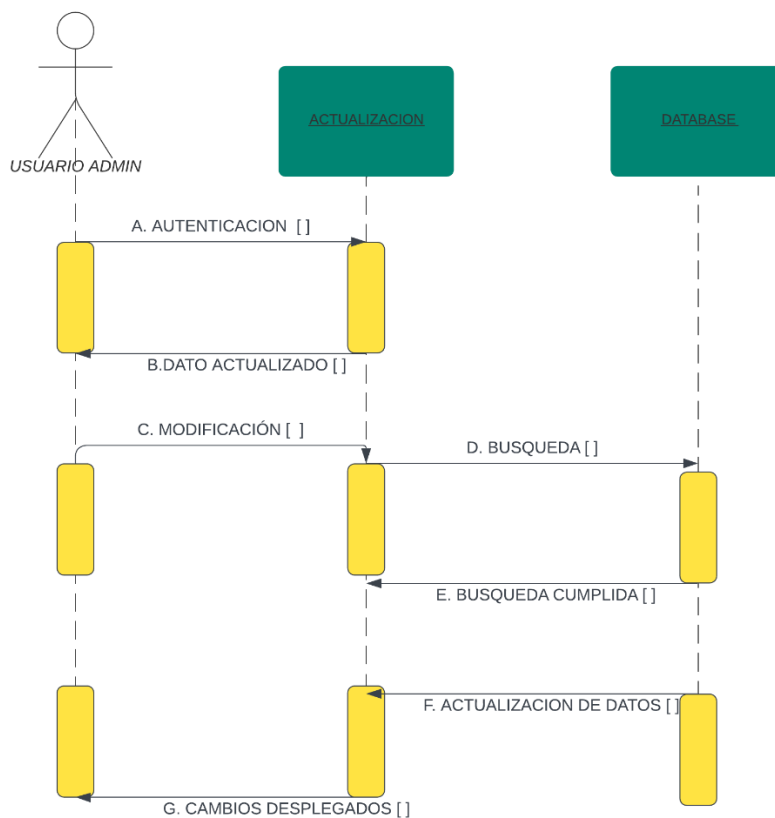 ACTUALIZACION
DATABASE
USUARIO ADMIN
A. AUTENTICACION [ ]
B.DATO ACTUALIZADO [ ]
C. MODIFICACIÓN [ ]
D. BUSQUEDA [ ]
E. BUSQUEDA CUMPLIDA [ ]
F. ACTUALIZACION DE DATOS [ ]
G. CAMBIOS DESPLEGADOS [ ]